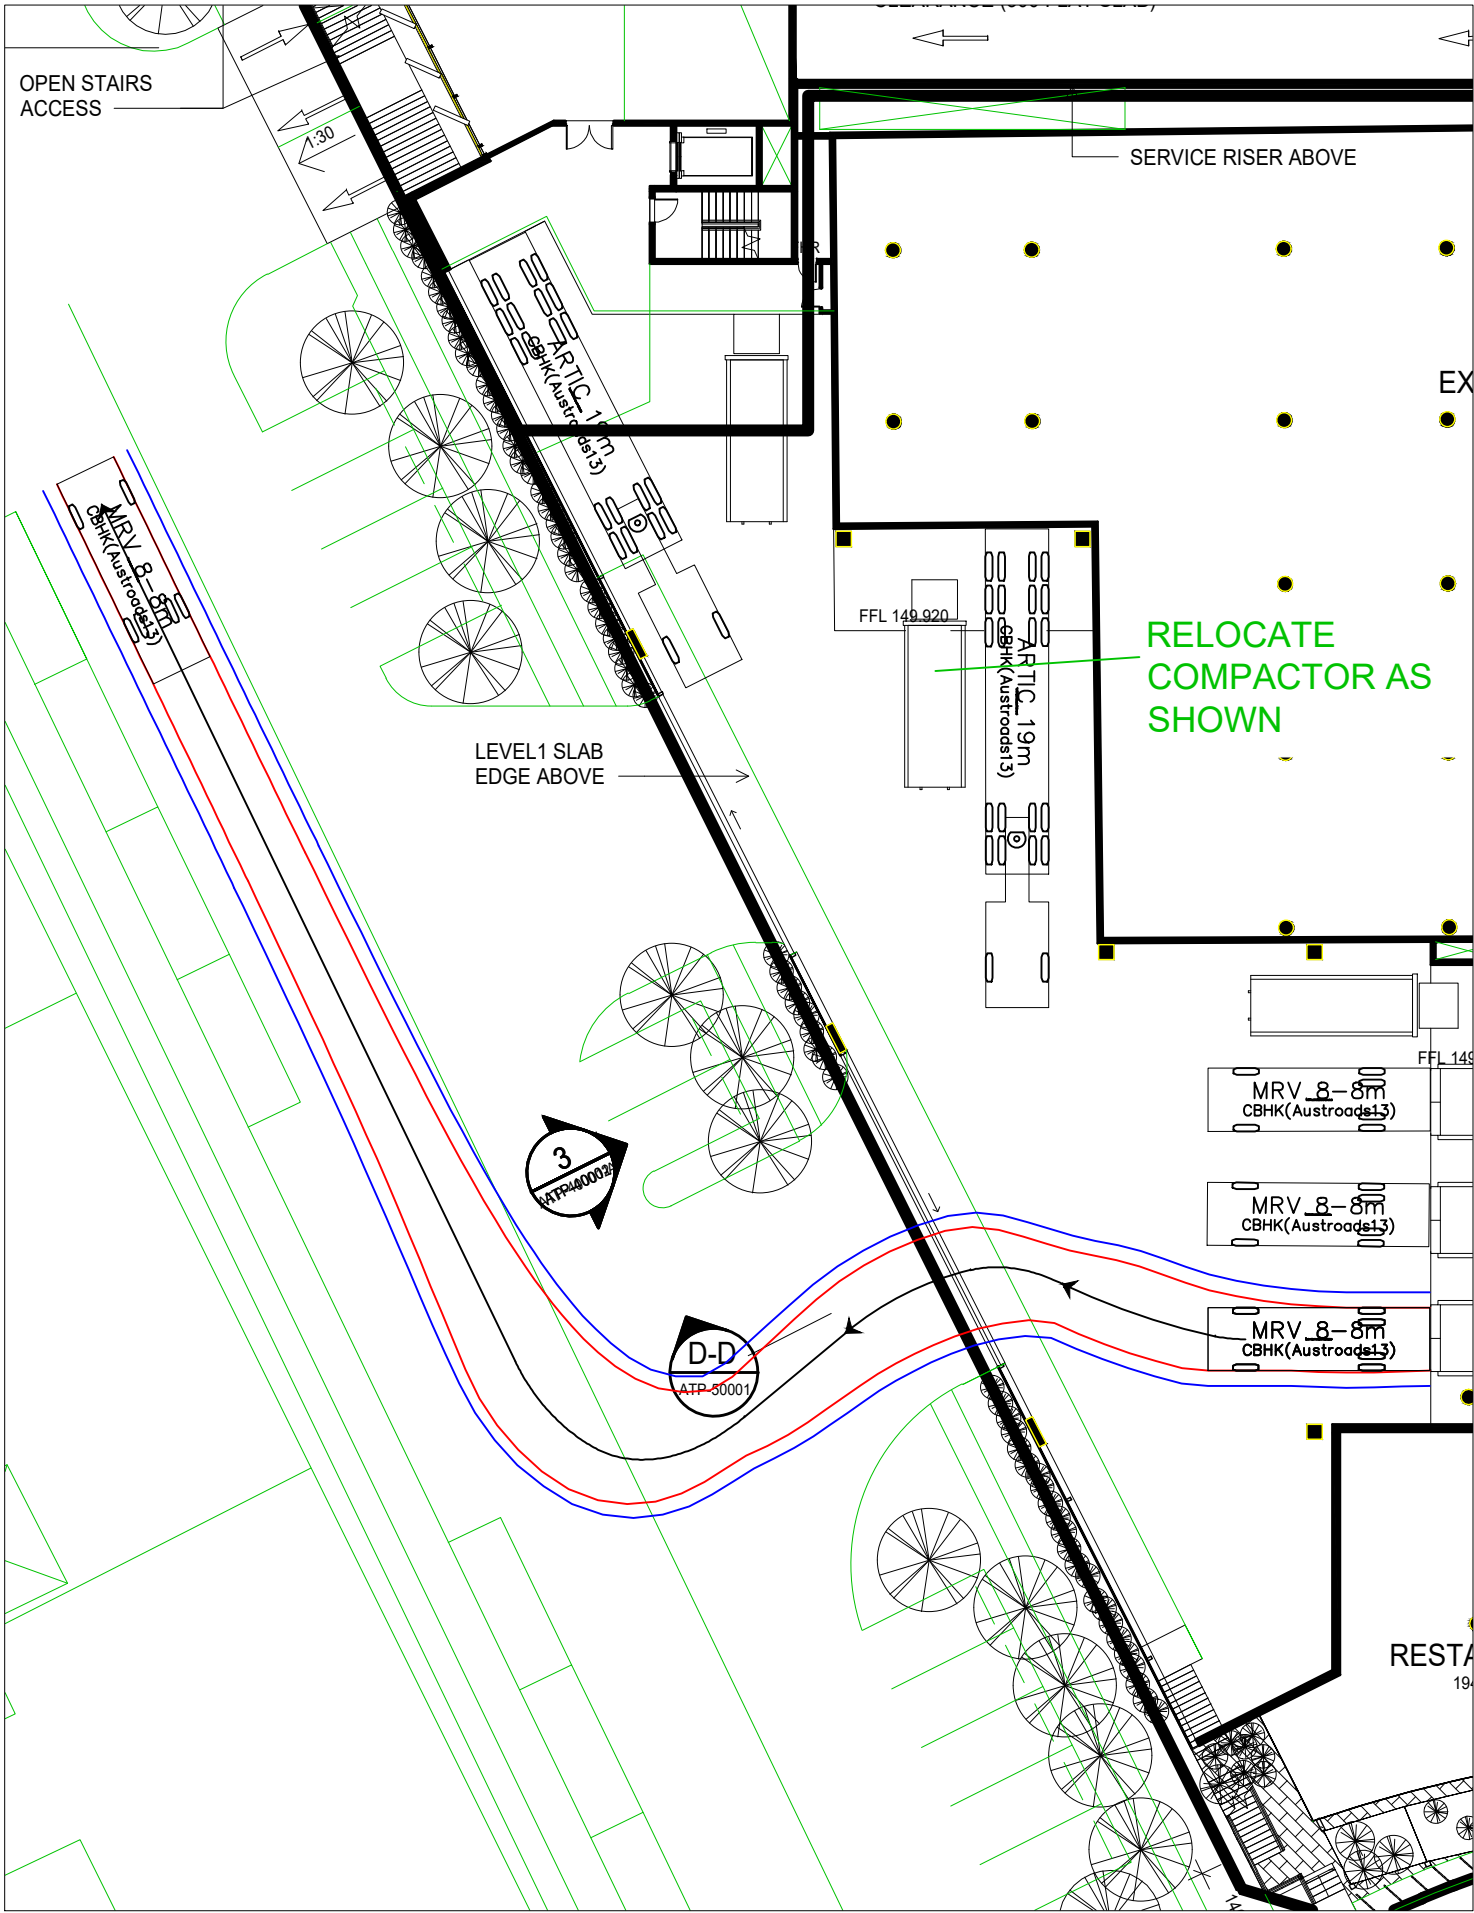 OPEN STAIRS
ACCESS
1:30
SERVICE RISER ABOVE
ARTIC 19m
CBHK(Austroads13)
EX
MRV 8-8m
CBHK(Austroads13)
FFL 149.920
ARTIC 19m
CBHK(Austroads13)
RELOCATE
COMPACTOR AS
SHOWN
LEVEL1 SLAB
EDGE ABOVE
FFL 149
MRV 8-8m
CBHK(Austroads13)
3
MRV 8-8m
CBHK(Austroads13)
MRV 8-8m
CBHK(Austroads13)
D-D
ATP-50001
RESTA
194